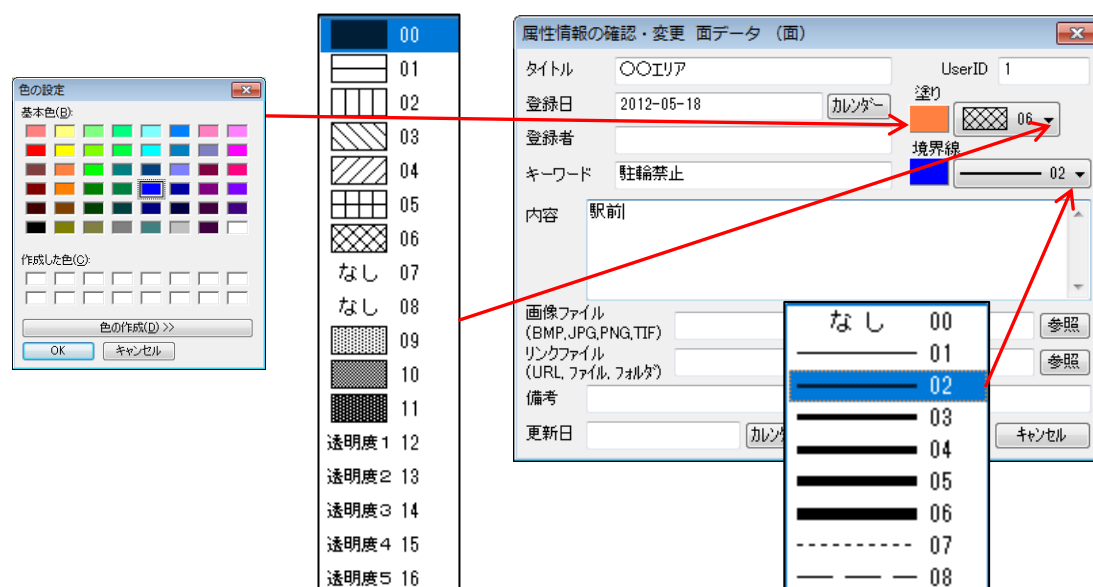 色の設定
基本色(B):
作成した色(C):
色の作成(D) >>
OK キャンセル
00
01
02
03
04
05
06
なし 07
なし 08
09
10
11
透明度1 12
透明度2 13
透明度3 14
透明度4 15
透明度5 16
属性情報の確認・変更 面データ (面)
タイトル 〇〇エリア UserID 1
登録日 2012-05-18 カレンダー 塗り
06
登録者
境界線
キーワード 駐輪禁止 02
内容 駅前
画像ファイル
(BMP,JPG,PNG,TIF) 参照
リンクファイル
(URL, ファイル, フォルダ) 参照
備考
更新日 キャンセル
なし 00
01
02
03
04
05
06
07
08